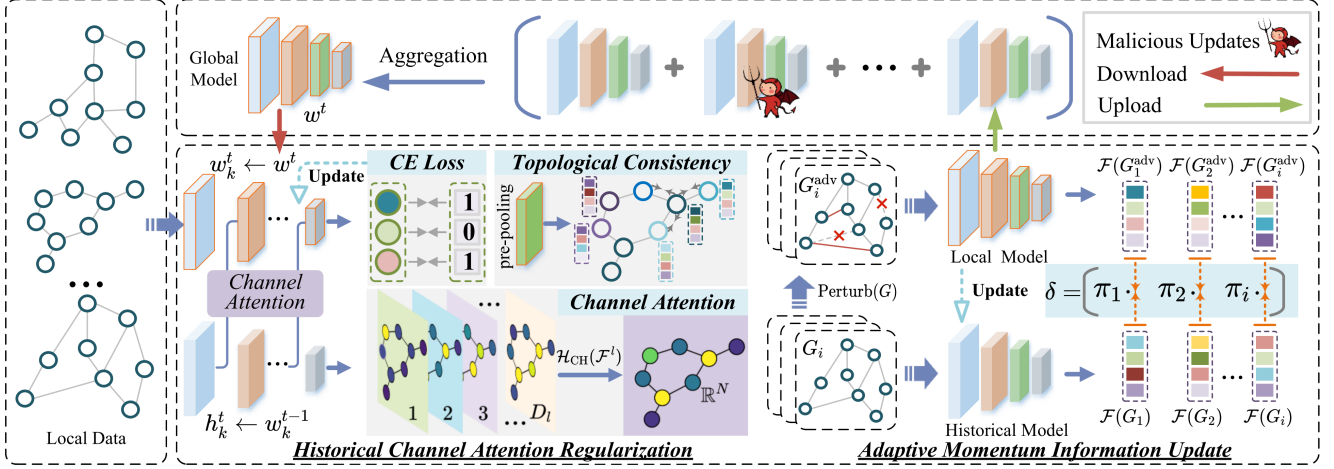 Global
Model
w^t
Aggregation
+
+
...
+
Malicious Updates
Download
Upload
Local Data
...
w_k^t ← w^t
Update
...
Channel
Attention
...
h_k^t ← w_k^{t-1}
CE Loss
1
0
1
Topological Consistency
pre-pooling
Channel Attention
...
1
2
3
...
D_l
H_CH(F^l)
ℝ^N
Historical Channel Attention Regularization
G_i^adv
Perturb(G)
G_i
Local Model
Update
Historical Model
F(G_1^adv) F(G_2^adv) F(G_i^adv)
...
δ = ( π_1 · π_2 · π_i · )
...
F(G_1) F(G_2) F(G_i)
Adaptive Momentum Information Update